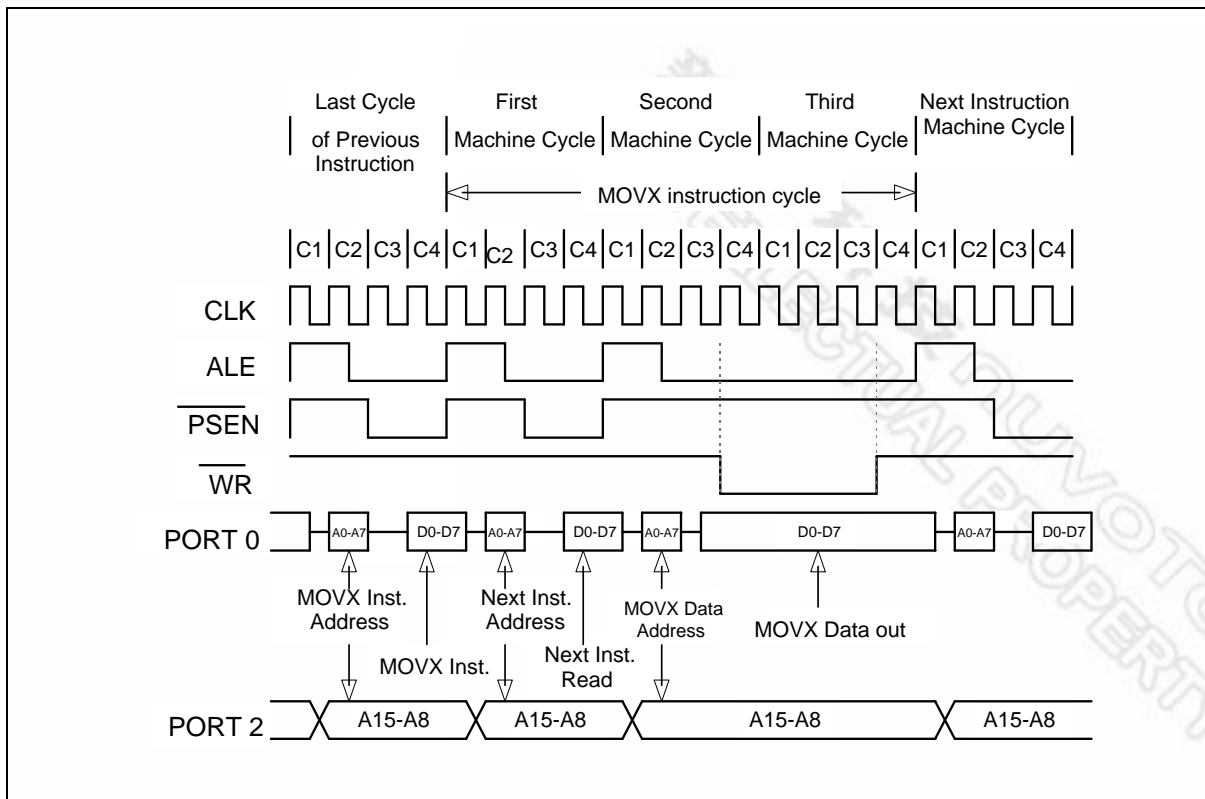 Last Cycle of Previous Instruction
First Machine Cycle
Second Machine Cycle
Third Machine Cycle
Next Instruction Machine Cycle
MOVX instruction cycle
C1 C2 C3 C4 C1 C2 C3 C4 C1 C2 C3 C4 C1 C2 C3 C4 C1 C2 C3 C4
CLK
ALE
PSEN
WR
PORT 0
A0-A7 D0-D7 A0-A7 D0-D7 A0-A7 D0-D7 A0-A7 D0-D7
MOVX Inst. Address
MOVX Inst.
Next Inst. Address
Next Inst. Read
MOVX Data Address
MOVX Data out
PORT 2
A15-A8 A15-A8 A15-A8 A15-A8
NUVOTO
PROPERTY